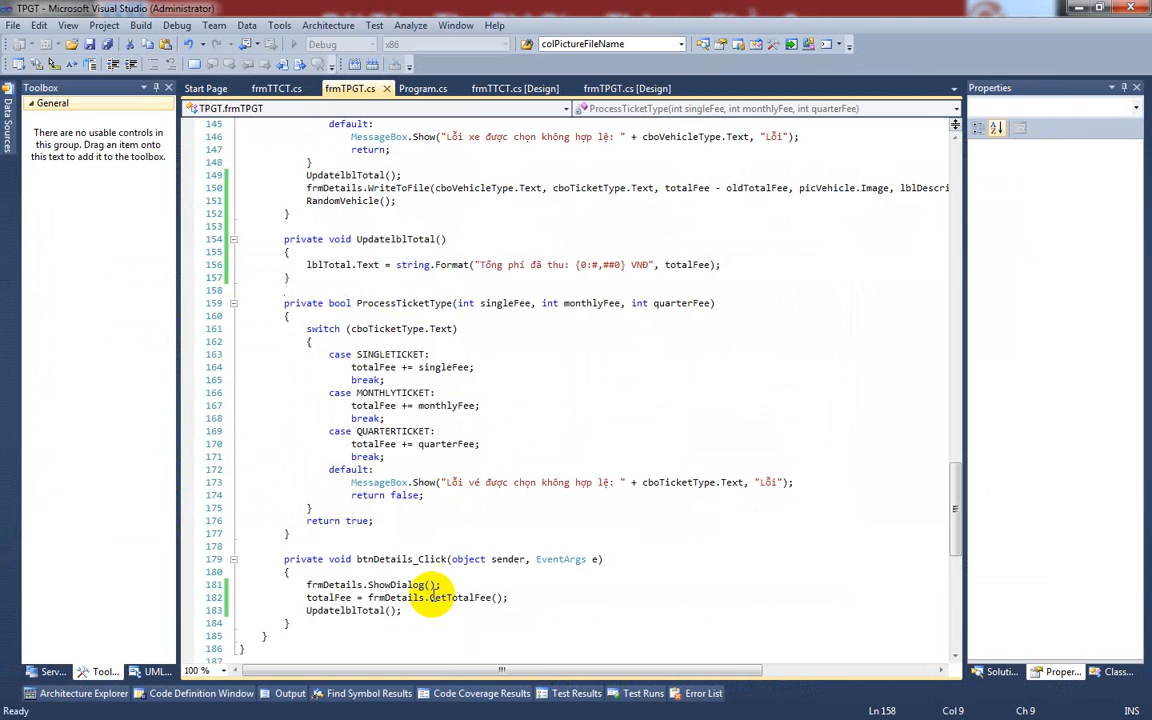 TPGT - Microsoft Visual Studio (Administrator)
File Edit View Project Build Debug Team Data Tools Architecture Test Analyze Window Help
Debug x86 colPictureFileName
Toolbox
General
There are no usable controls in
this group. Drag an item onto
this text to add it to the toolbox.
Data Sources
Start Page frmTTCT.cs frmTPGT.cs Program.cs frmTTCT.cs [Design] frmTPGT.cs [Design]
TPGT.frmTPGT ProcessTicketType(int singleFee, int monthlyFee, int quarterFee)
145 default:
146 MessageBox.Show("Lỗi xe được chọn không hợp lệ: " + cboVehicleType.Text, "Lỗi");
147 return;
148 }
149 UpdatelblTotal();
150 frmDetails.WriteToFile(cboVehicleType.Text, cboTicketType.Text, totalFee - oldTotalFee, picVehicle.Image, lblDescri
151 RandomVehicle();
152 }
153
154 private void UpdatelblTotal()
155 {
156 lblTotal.Text = string.Format("Tổng phí đã thu: {0:#,##0} VNĐ", totalFee);
157 }
158
159 private bool ProcessTicketType(int singleFee, int monthlyFee, int quarterFee)
160 {
161 switch (cboTicketType.Text)
162 {
163 case SINGLETICKET:
164 totalFee += singleFee;
165 break;
166 case MONTHLYTICKET:
167 totalFee += monthlyFee;
168 break;
169 case QUARTERTICKET:
170 totalFee += quarterFee;
171 break;
172 default:
173 MessageBox.Show("Lỗi vé được chọn không hợp lệ: " + cboTicketType.Text, "Lỗi");
174 return false;
175 }
176 return true;
177 }
178
179 private void btnDetails_Click(object sender, EventArgs e)
180 {
181 frmDetails.ShowDialog();
182 totalFee = frmDetails.GetTotalFee();
183 UpdatelblTotal();
184 }
185 }
186 }
187
100 %
Properties
Serv... Tool... UML... Soluti... Proper... Class...
Architecture Explorer Code Definition Window Output Find Symbol Results Code Coverage Results Test Results Test Runs Error List
Ready Ln 158 Col 9 Ch 9 INS